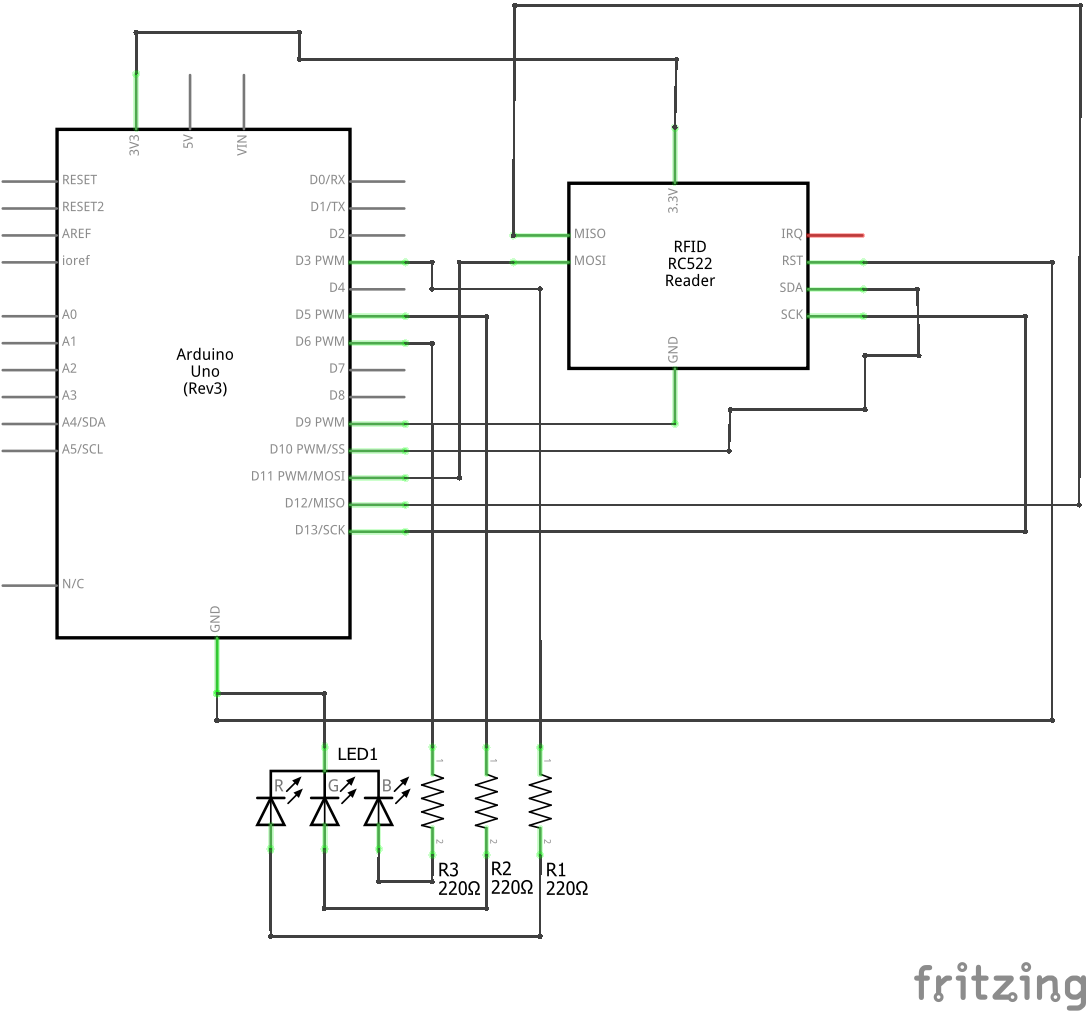 3V3
5V
VIN
RESET
RESET2
AREF
ioref
A0
A1
A2
A3
A4/SDA
A5/SCL
N/C
Arduino
Uno
(Rev3)
D0/RX
D1/TX
D2
D3 PWM
D4
D5 PWM
D6 PWM
D7
D8
D9 PWM
D10 PWM/SS
D11 PWM/MOSI
D12/MISO
D13/SCK
GND
3.3V
MISO
MOSI
RFID
RC522
Reader
IRQ
RST
SDA
SCK
GND
LED1
R
G
B
1
1
1
2
2
2
R3
220Ω
R2
220Ω
R1
220Ω
fritzing